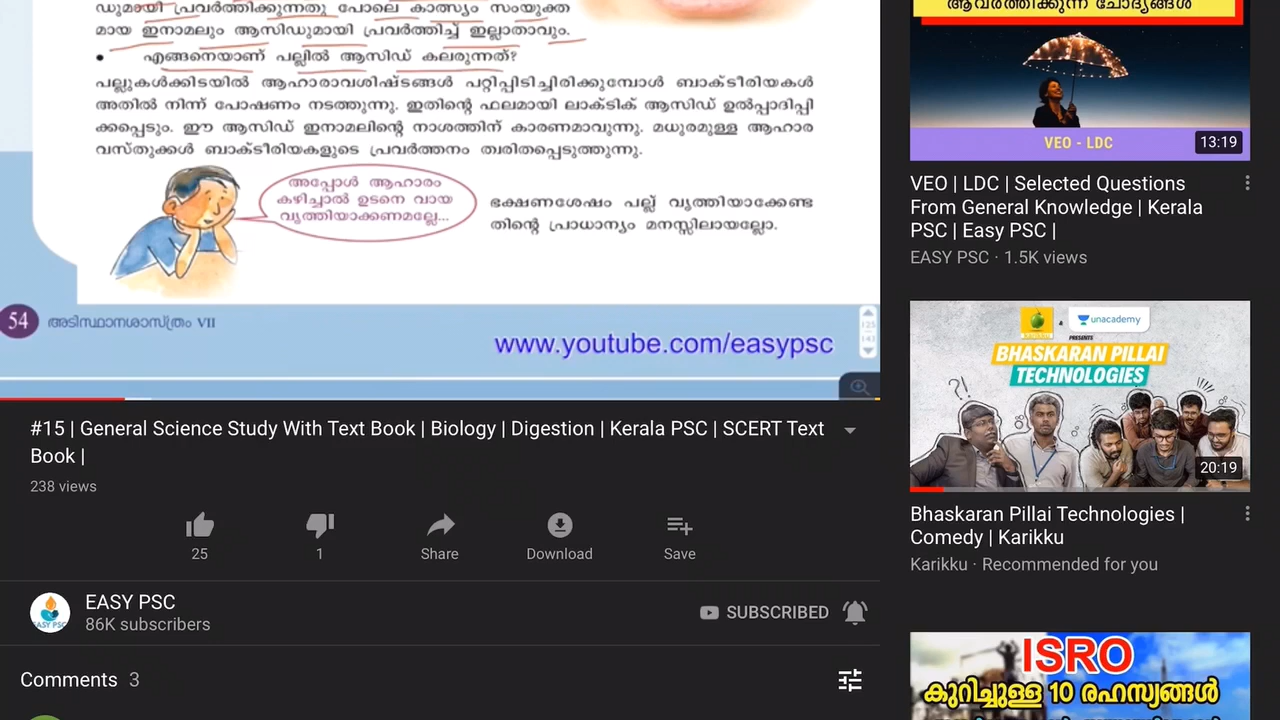 ഡുമായി പ്രവർത്തിക്കുന്നതു പോലെ കാത്സ്യം സംയുക്ത
മായ ഇനാമലും ആസിഡുമായി പ്രവർത്തിച്ച് ഇല്ലാതാവും.
• എങ്ങനെയാണ് പല്ലിൽ ആസിഡ് കലരുന്നത്?
പല്ലുകൾക്കിടയിൽ ആഹാരാവശിഷ്ടങ്ങൾ പറ്റിപ്പിടിച്ചിരിക്കുമ്പോൾ ബാക്ടീരിയകൾ
അതിൽ നിന്ന് പോഷണം നടത്തുന്നു. ഇതിന്റെ ഫലമായി ലാക്ടിക് ആസിഡ് ഉൽപ്പാദിപ്പി
ക്കപ്പെടും. ഈ ആസിഡ് ഇനാമലിന്റെ നാശത്തിന് കാരണമാവുന്നു. മധുരമുള്ള ആഹാര
വസ്തുക്കൾ ബാക്ടീരിയകളുടെ പ്രവർത്തനം ത്വരിതപ്പെടുത്തുന്നു.
അപ്പോൾ ആഹാരം
കഴിച്ചാൽ ഉടനെ വായ
വൃത്തിയാക്കണമല്ലേ...
ഭക്ഷണശേഷം പല്ല് വൃത്തിയാക്കേണ്ട
തിന്റെ പ്രാധാന്യം മനസ്സിലായല്ലോ.
54 അടിസ്ഥാനശാസ്ത്രം VII
125
142
www.youtube.com/easypsc
#15 | General Science Study With Text Book | Biology | Digestion | Kerala PSC | SCERT Text
Book |
238 views
25
1
Share
Download
Save
EASY PSC
86K subscribers
SUBSCRIBED
Comments 3
ആവർത്തിക്കുന്ന ചോദ്യങ്ങൾ
VEO - LDC
13:19
VEO | LDC | Selected Questions
From General Knowledge | Kerala
PSC | Easy PSC |
EASY PSC · 1.5K views
& unacademy
PRESENTS
BHASKARAN PILLAI
TECHNOLOGIES
?!
20:19
Bhaskaran Pillai Technologies |
Comedy | Karikku
Karikku · Recommended for you
ISRO
കുറിച്ചുള്ള 10 രഹസ്യങ്ങൾ